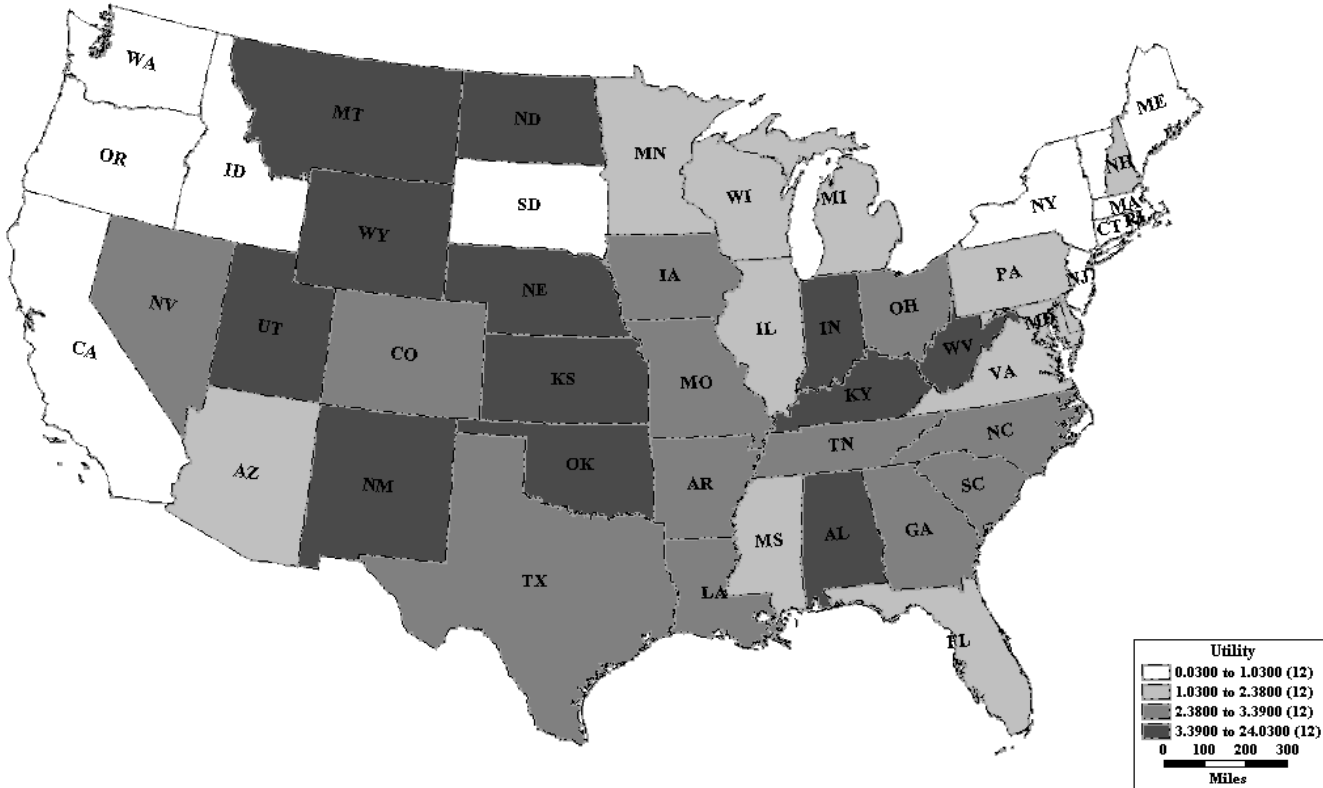 WA
MT
ND
ME
OR
ID
MN
NH
SD
WI
MI
NY
MA
CT RI
WY
IA
PA
NE
NJ
NV
OH
UT
IL
IN
MD
CA
CO
WV
KS
MO
VA
KY
TN
NC
AZ
OK
NM
AR
SC
MS
AL
GA
TX
LA
FL
Utility
0.0300 to 1.0300 (12)
1.0300 to 2.3800 (12)
2.3800 to 3.3900 (12)
3.3900 to 24.0300 (12)
0 100 200 300
Miles